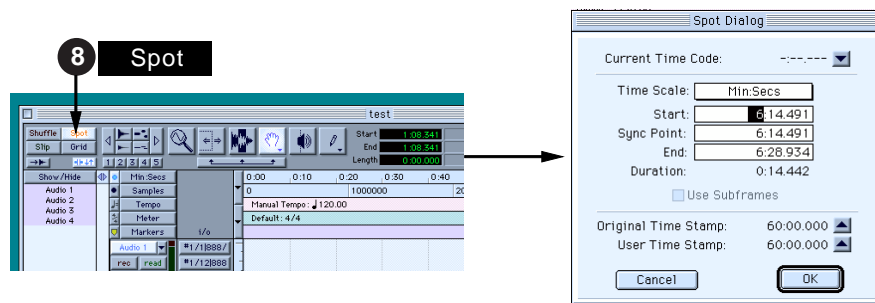 8 Spot
test
Shuffle Spot
Slip Grid
1 2 3 4 5
Start 1:08.341
End 1:08.341
Length 0:00.000
Show/Hide
Audio 1
Audio 2
Audio 3
Audio 4
Min:Secs 0:00 0:10 0:20 0:30 0:40
Samples 0 1000000 20
Tempo Manual Tempo: ♩120.00
Meter Default: 4/4
Markers i/o
Audio 1
rec read
Spot Dialog
Current Time Code: -:--.---
Time Scale: Min:Secs
Start: 6:14.491
Sync Point: 6:14.491
End: 6:28.934
Duration: 0:14.442
Use Subframes
Original Time Stamp: 60:00.000
User Time Stamp: 60:00.000
Cancel OK